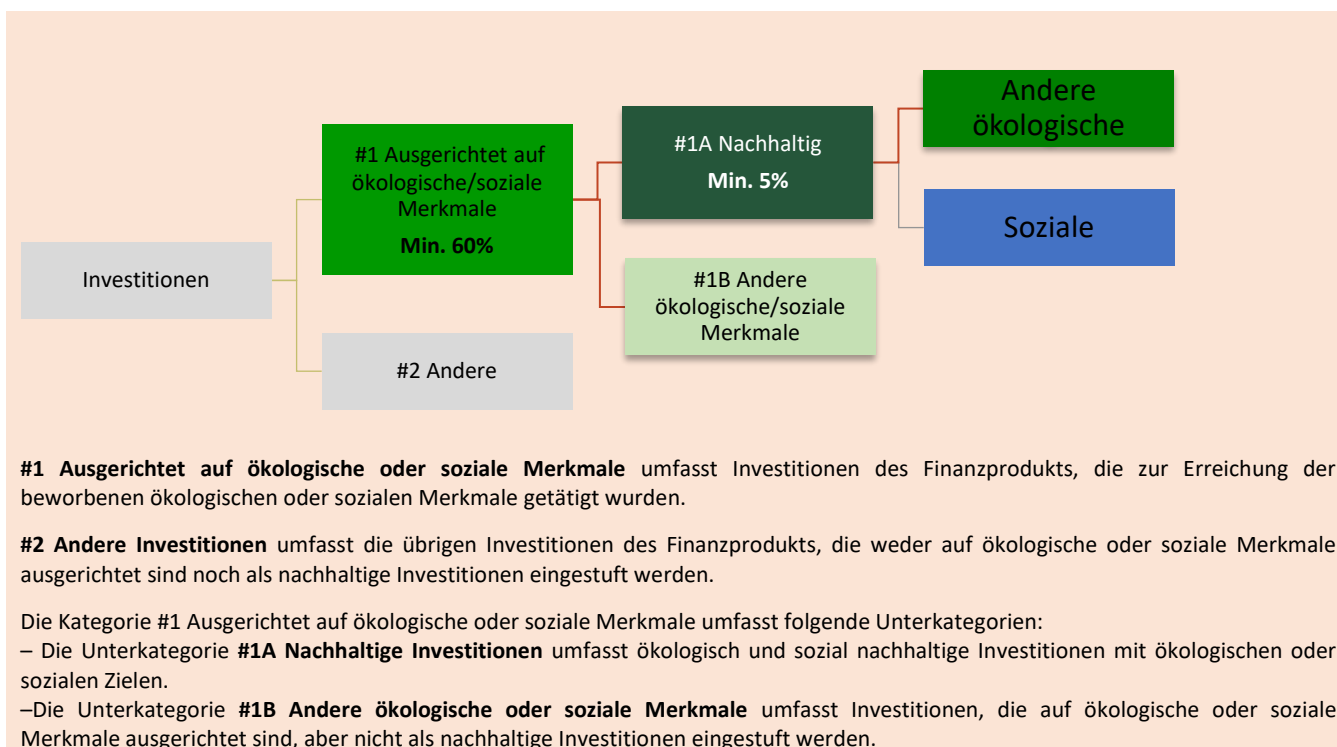 Investitionen
#1 Ausgerichtet auf
ökologische/soziale
Merkmale
Min. 60%
#2 Andere
#1A Nachhaltig
Min. 5%
#1B Andere
ökologische/soziale
Merkmale
Andere
ökologische
Soziale
#1 Ausgerichtet auf ökologische oder soziale Merkmale umfasst Investitionen des Finanzprodukts, die zur Erreichung der
beworbenen ökologischen oder sozialen Merkmale getätigt wurden.
#2 Andere Investitionen umfasst die übrigen Investitionen des Finanzprodukts, die weder auf ökologische oder soziale Merkmale
ausgerichtet sind noch als nachhaltige Investitionen eingestuft werden.
Die Kategorie #1 Ausgerichtet auf ökologische oder soziale Merkmale umfasst folgende Unterkategorien:
– Die Unterkategorie #1A Nachhaltige Investitionen umfasst ökologisch und sozial nachhaltige Investitionen mit ökologischen oder
sozialen Zielen.
–Die Unterkategorie #1B Andere ökologische oder soziale Merkmale umfasst Investitionen, die auf ökologische oder soziale
Merkmale ausgerichtet sind, aber nicht als nachhaltige Investitionen eingestuft werden.